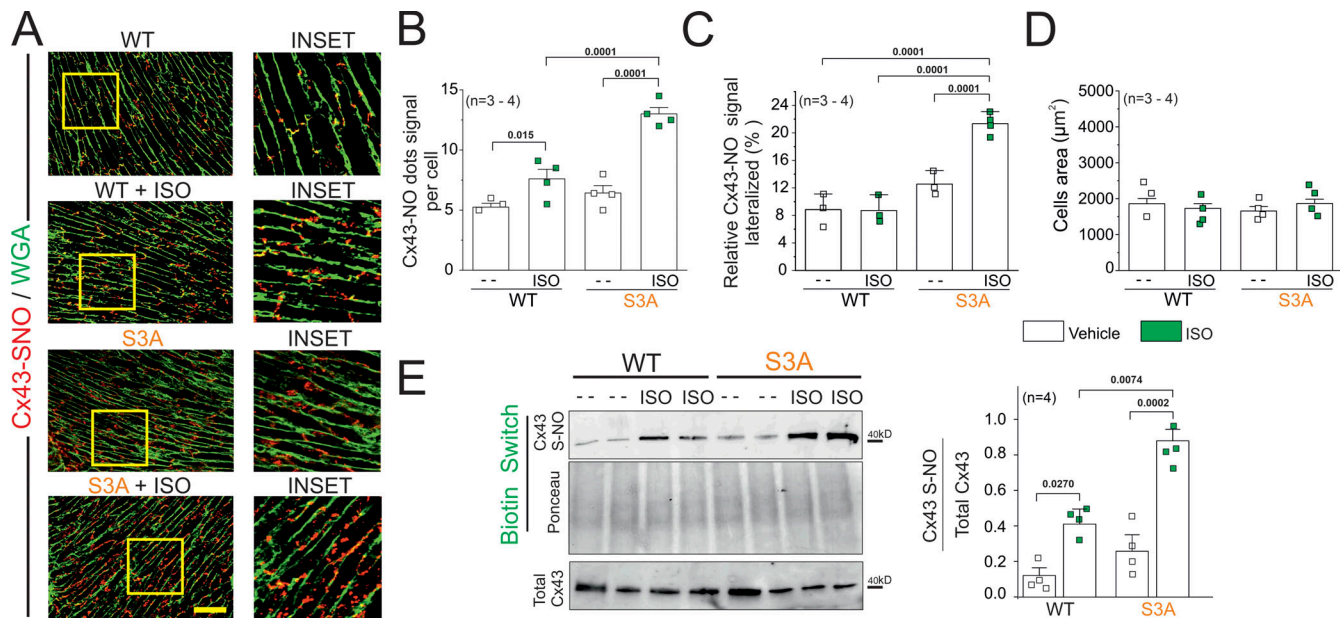 A
Cx43-SNO / WGA
WT
INSET
WT + ISO
INSET
S3A
INSET
S3A + ISO
INSET
B
Cx43-NO dots signal
per cell
(n=3 - 4)
0.0001
0.0001
0.015
15
10
5
0
-- ISO -- ISO
WT S3A
C
Relative Cx43-NO signal
lateralized (% )
(n=3 - 4)
0.0001
0.0001
0.0001
24
20
16
12
8
4
0
-- ISO -- ISO
WT S3A
D
Cells area (µm²)
(n=3 - 4)
5000
4000
3000
2000
1000
0
-- ISO -- ISO
WT S3A
Vehicle ISO
E
WT S3A
-- -- ISO ISO -- -- ISO ISO
Biotin Switch
Cx43
S-NO
40kD
Ponceau
Total
Cx43
40kD
Cx43 S-NO
Total Cx43
(n=4)
0.0074
0.0002
0.0270
1.0
0.8
0.6
0.4
0.2
0
WT S3A